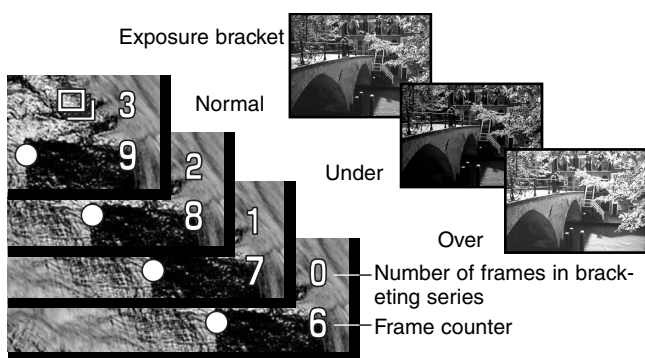 Exposure bracket
Normal
3
9
Under
2
8
Over
1
7
0
6
Number of frames in brack-
eting series
Frame counter